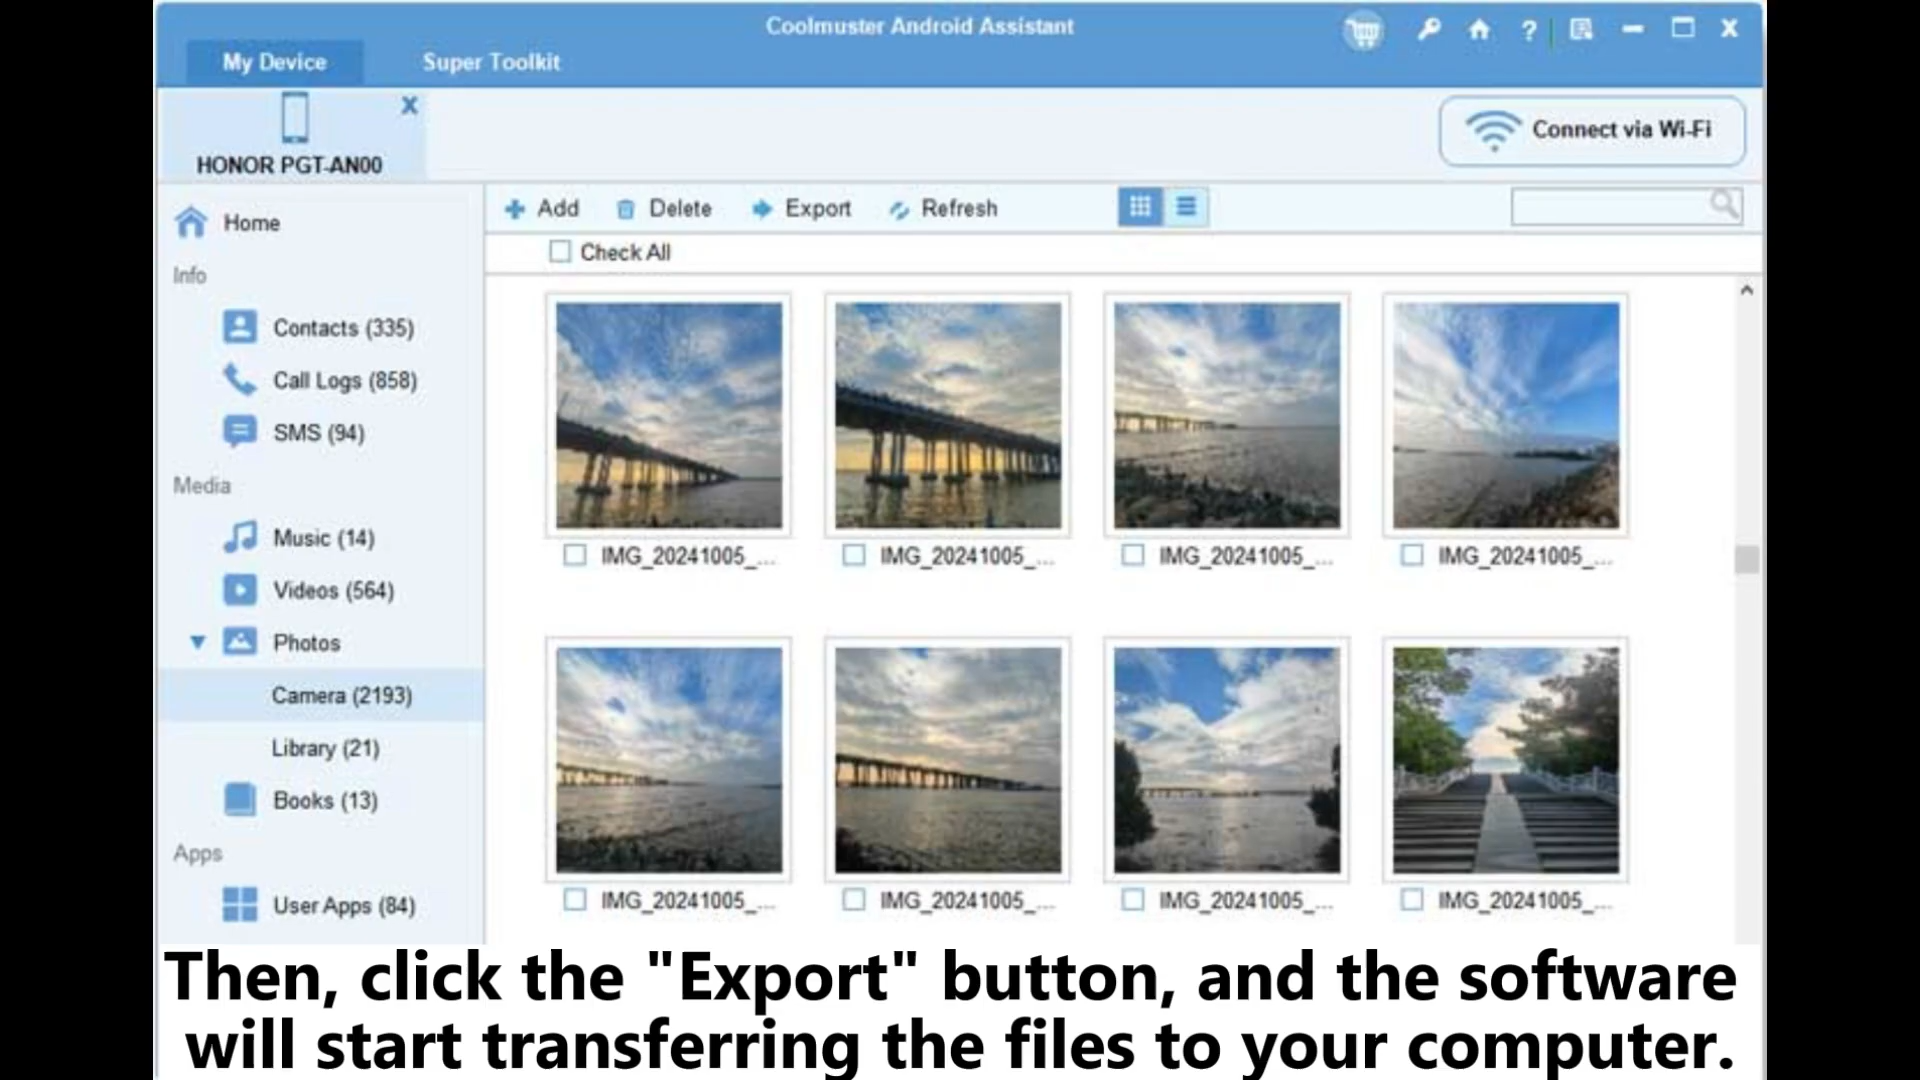 Coolmuster Android Assistant
My Device
Super Toolkit
HONOR PGT-AN00
Connect via Wi-Fi
Home
Add
Delete
Export
Refresh
Check All
Info
Contacts (335)
Call Logs (858)
SMS (94)
Media
Music (14)
Videos (564)
Photos
Camera (2193)
Library (21)
Books (13)
Apps
User Apps (84)
IMG_20241005_...
IMG_20241005_...
IMG_20241005_...
IMG_20241005_...
IMG_20241005_...
IMG_20241005_...
IMG_20241005_...
IMG_20241005_...
Then, click the "Export" button, and the software
will start transferring the files to your computer.